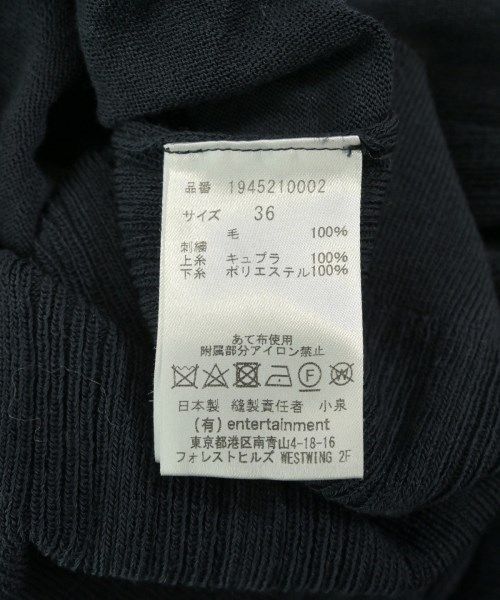 品番 1945210002
サイズ 36
毛 100%
刺繍
上糸 キュプラ 100%
下糸 ポリエステル100%
あて布使用
附属部分アイロン禁止
F W
日本製 縫製責任者 小泉
(有) entertainment
東京都港区南青山4-18-16
フォレストヒルズ WESTWING 2F